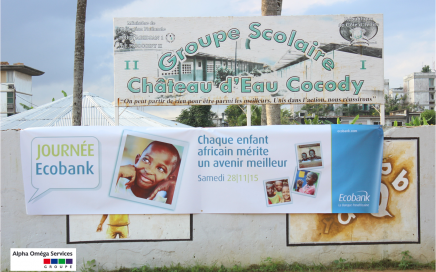 II
Groupe Scolaire
I
Château d'Eau Cocody
"On peut partir de rien pour être parmi les meilleurs. Unis dans l'action, nous réussirons"
JOURNÉE
Ecobank
Chaque enfant
africain mérite
un avenir meilleur
Samedi 28/11/15
Ecobank
Alpha Oméga Services
GROUPE